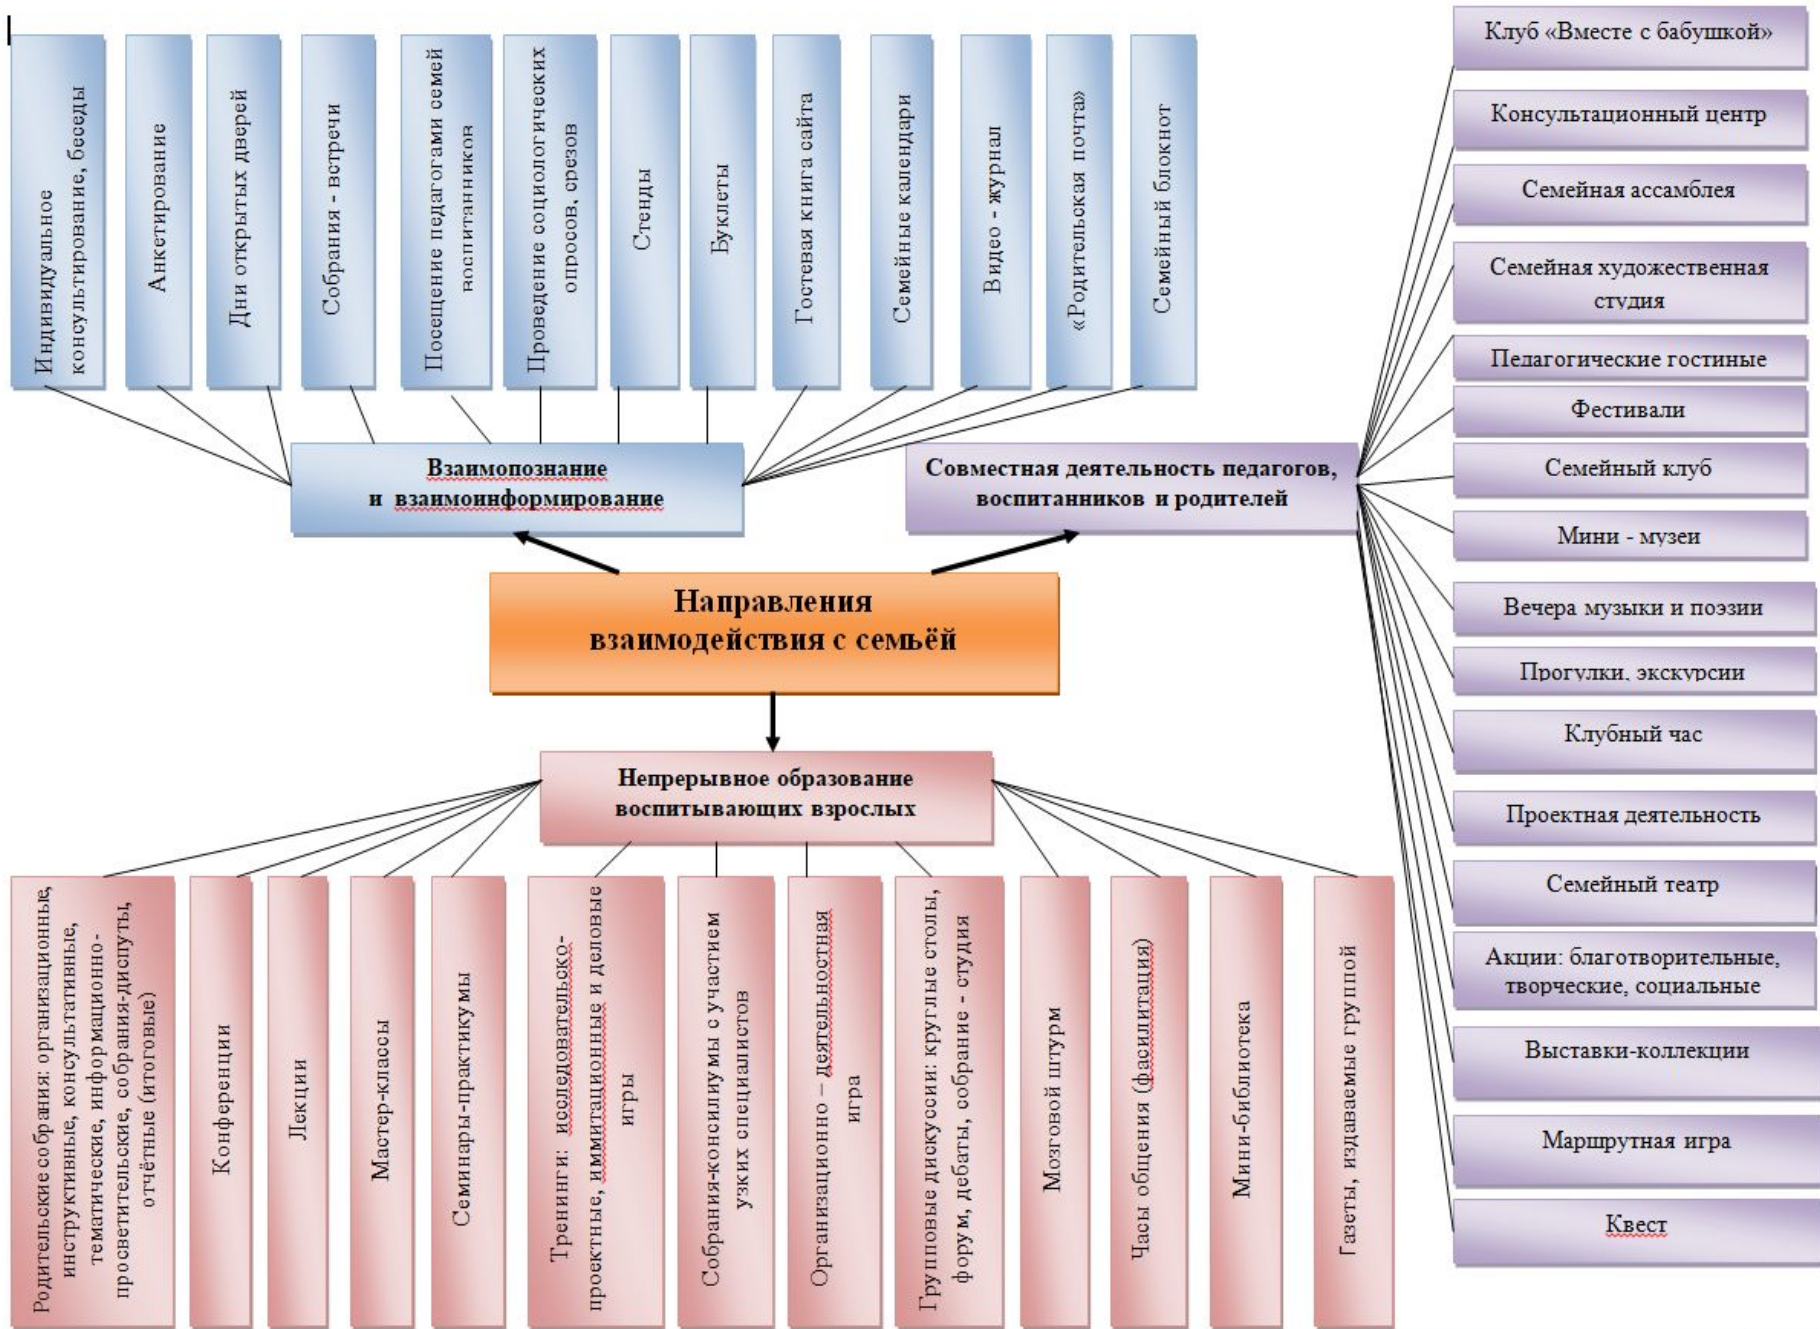 Индивидуальное
консультирование, беседы
Анкетирование
Дни открытых дверей
Собрания - встречи
Посещение педагогами семей
воспитанников
Проведение социологических
опросов, срезов
Стенды
Буклеты
Гостевая книга сайта
Семейные календари
Видео - журнал
«Родительская почта»
Семейный блокнот
Взаимопознание
и взаимоинформирование
Совместная деятельность педагогов,
воспитанников и родителей
Направления
взаимодействия с семьёй
Непрерывное образование
воспитывающих взрослых
Клуб «Вместе с бабушкой»
Консультационный центр
Семейная ассамблея
Семейная художественная
студия
Педагогические гостиные
Фестивали
Семейный клуб
Мини - музеи
Вечера музыки и поэзии
Прогулки, экскурсии
Клубный час
Проектная деятельность
Семейный театр
Акции: благотворительные,
творческие, социальные
Выставки-коллекции
Маршрутная игра
Квест
Родительские собрания: организационные,
инструктивные, консультативные,
тематические, информационно-
просветительские, собрания-диспуты,
отчётные (итоговые)
Конференции
Лекции
Мастер-классы
Семинары-практикумы
Тренинги: исследовательско-
проектные, иммитационные и деловые
игры
Собрания-консилиумы с участием
узких специалистов
Организационно – деятельностная
игра
Групповые дискуссии: круглые столы,
форум, дебаты, собрание - студия
Мозговой штурм
Часы общения (фасилитация)
Мини-библиотека
Газеты, издаваемые группой